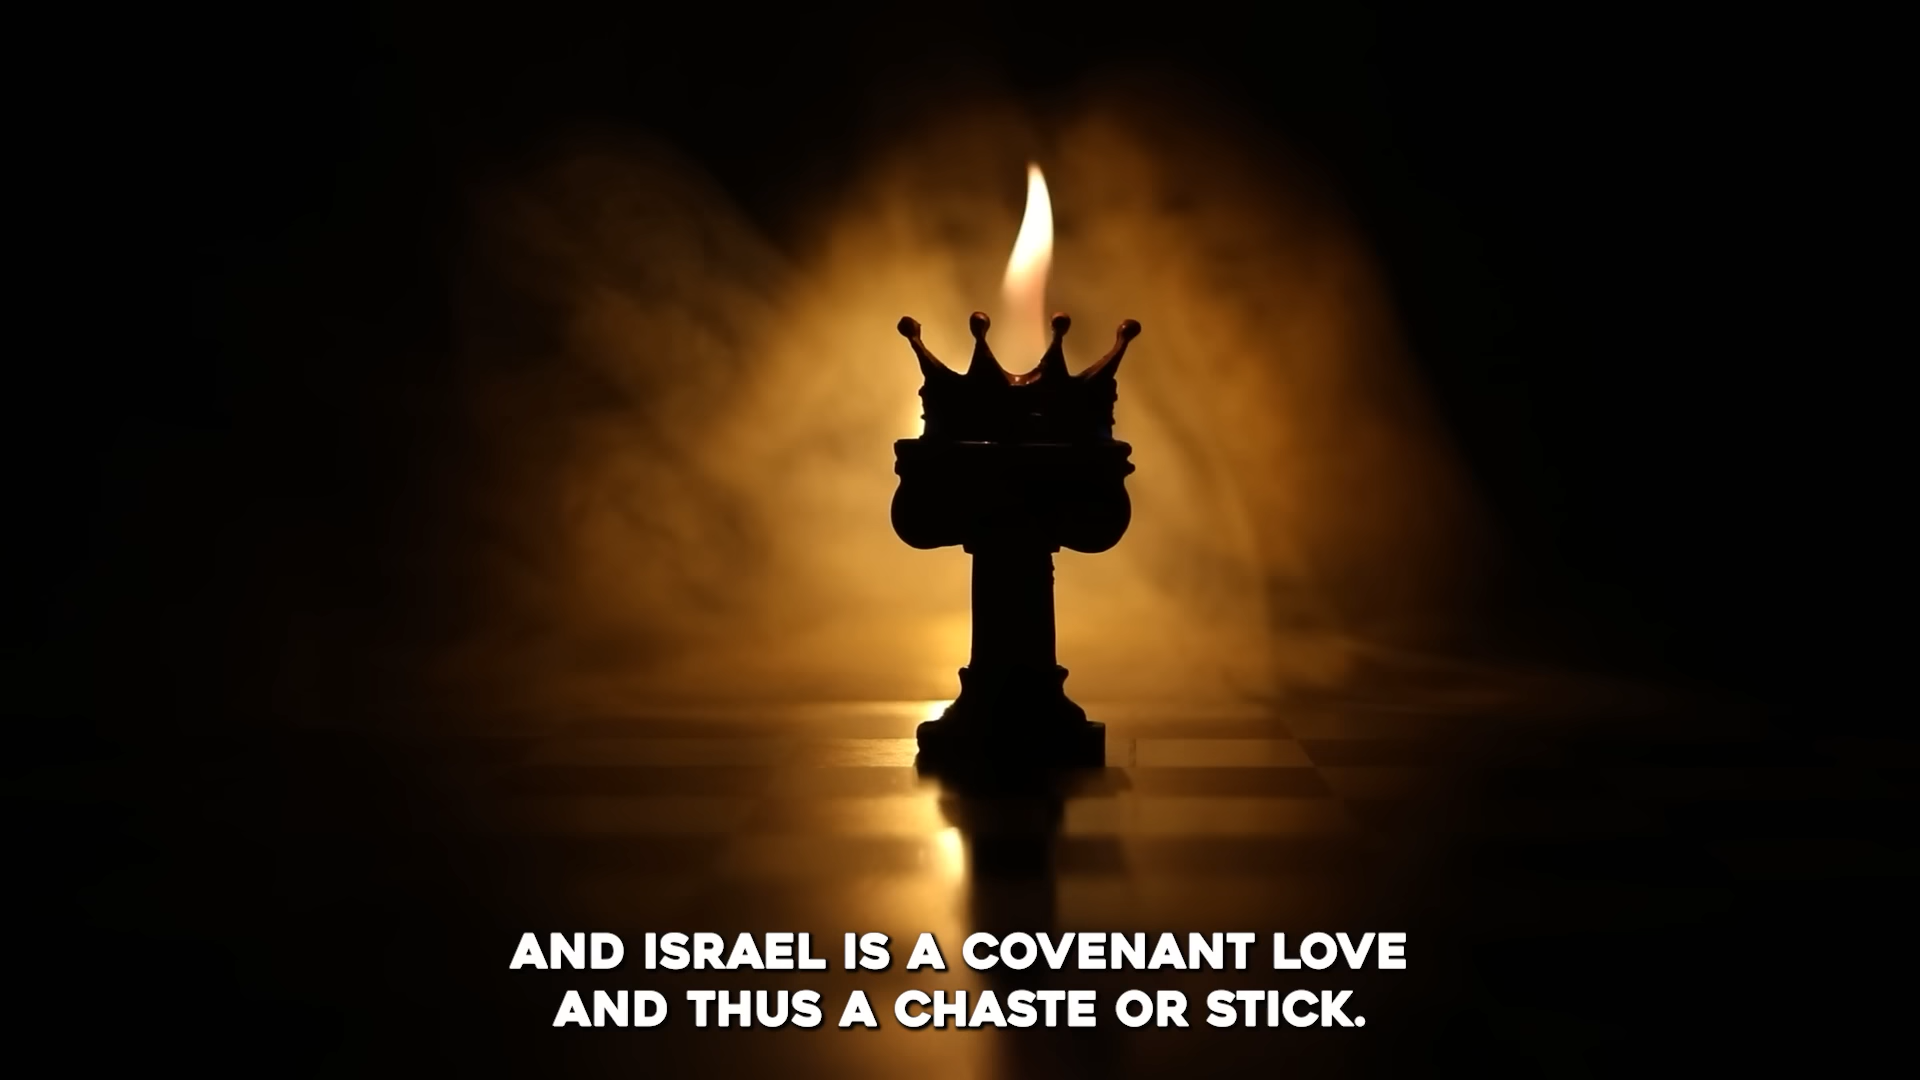 AND ISRAEL IS A COVENANT LOVE
AND THUS A CHASTE OR STICK.